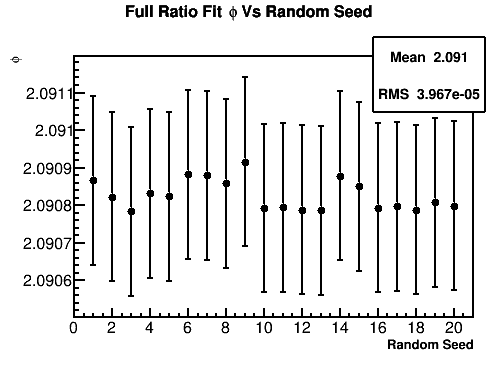 Full Ratio Fit ϕ Vs Random Seed
Mean 2.091
RMS 3.967e-05
ϕ
2.0911
2.091
2.0909
2.0908
2.0907
2.0906
0 2 4 6 8 10 12 14 16 18 20
Random Seed